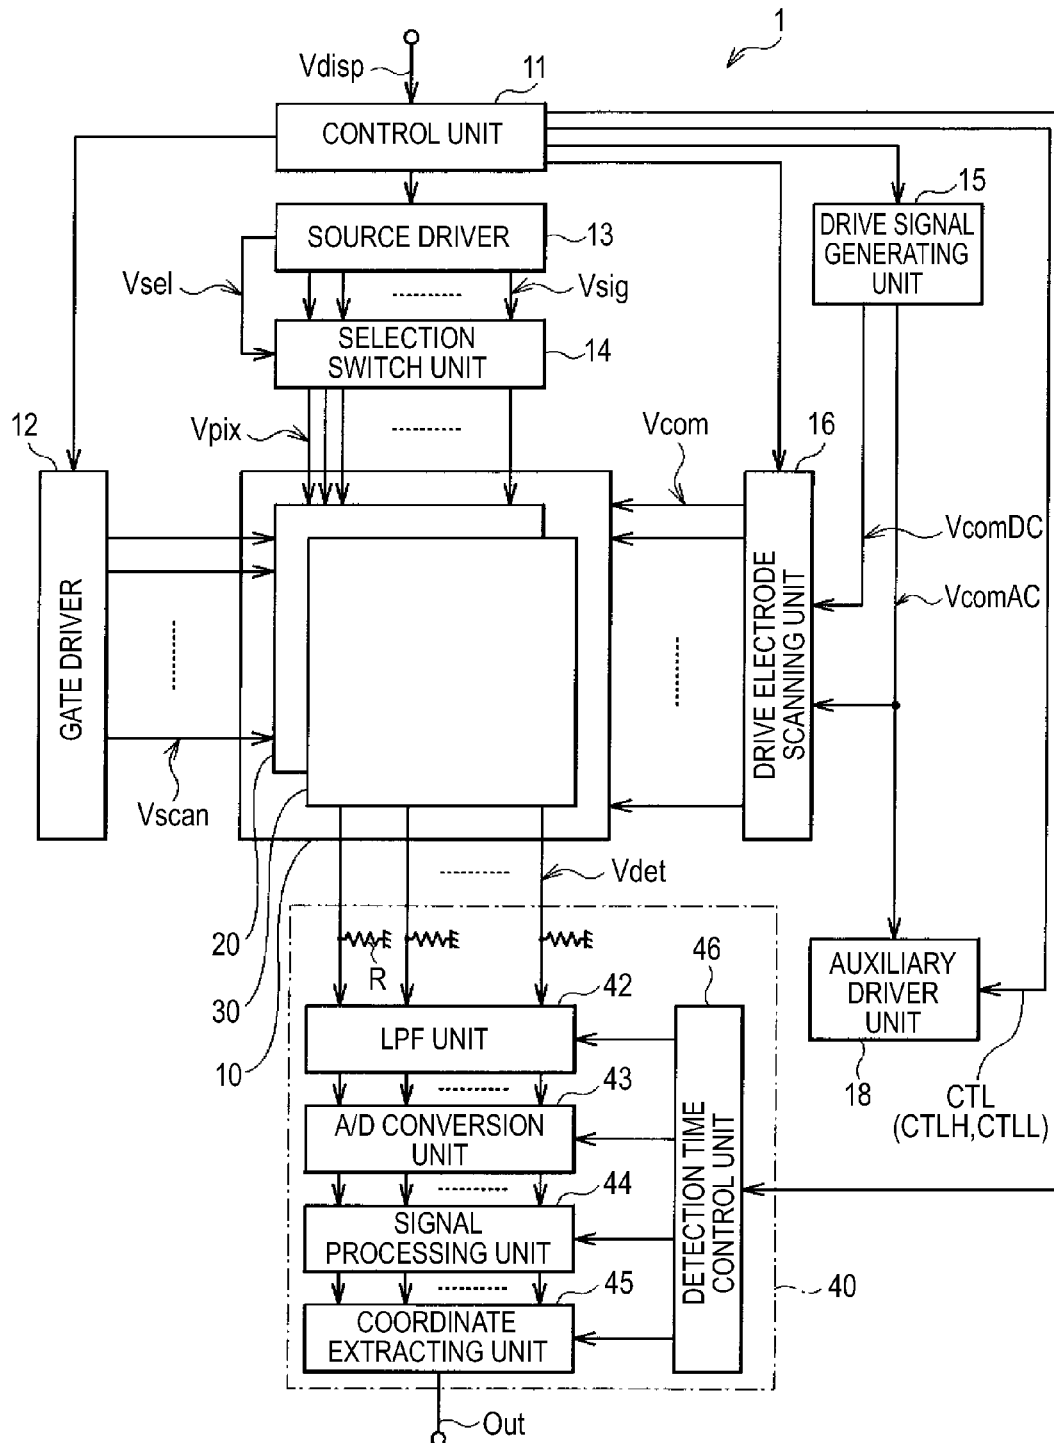 1
Vdisp
11
CONTROL UNIT
15
SOURCE DRIVER
13
DRIVE SIGNAL
GENERATING
UNIT
Vsel
Vsig
SELECTION
SWITCH UNIT
14
12
Vpix
Vcom
16
GATE DRIVER
VcomDC
VcomAC
DRIVE ELECTRODE
SCANNING UNIT
Vscan
Vdet
20
30
10
R
42
46
LPF UNIT
AUXILIARY
DRIVER
UNIT
18
CTL
(CTLH,CTLL)
43
A/D CONVERSION
UNIT
DETECTION TIME
CONTROL UNIT
44
SIGNAL
PROCESSING UNIT
45
40
COORDINATE
EXTRACTING UNIT
Out